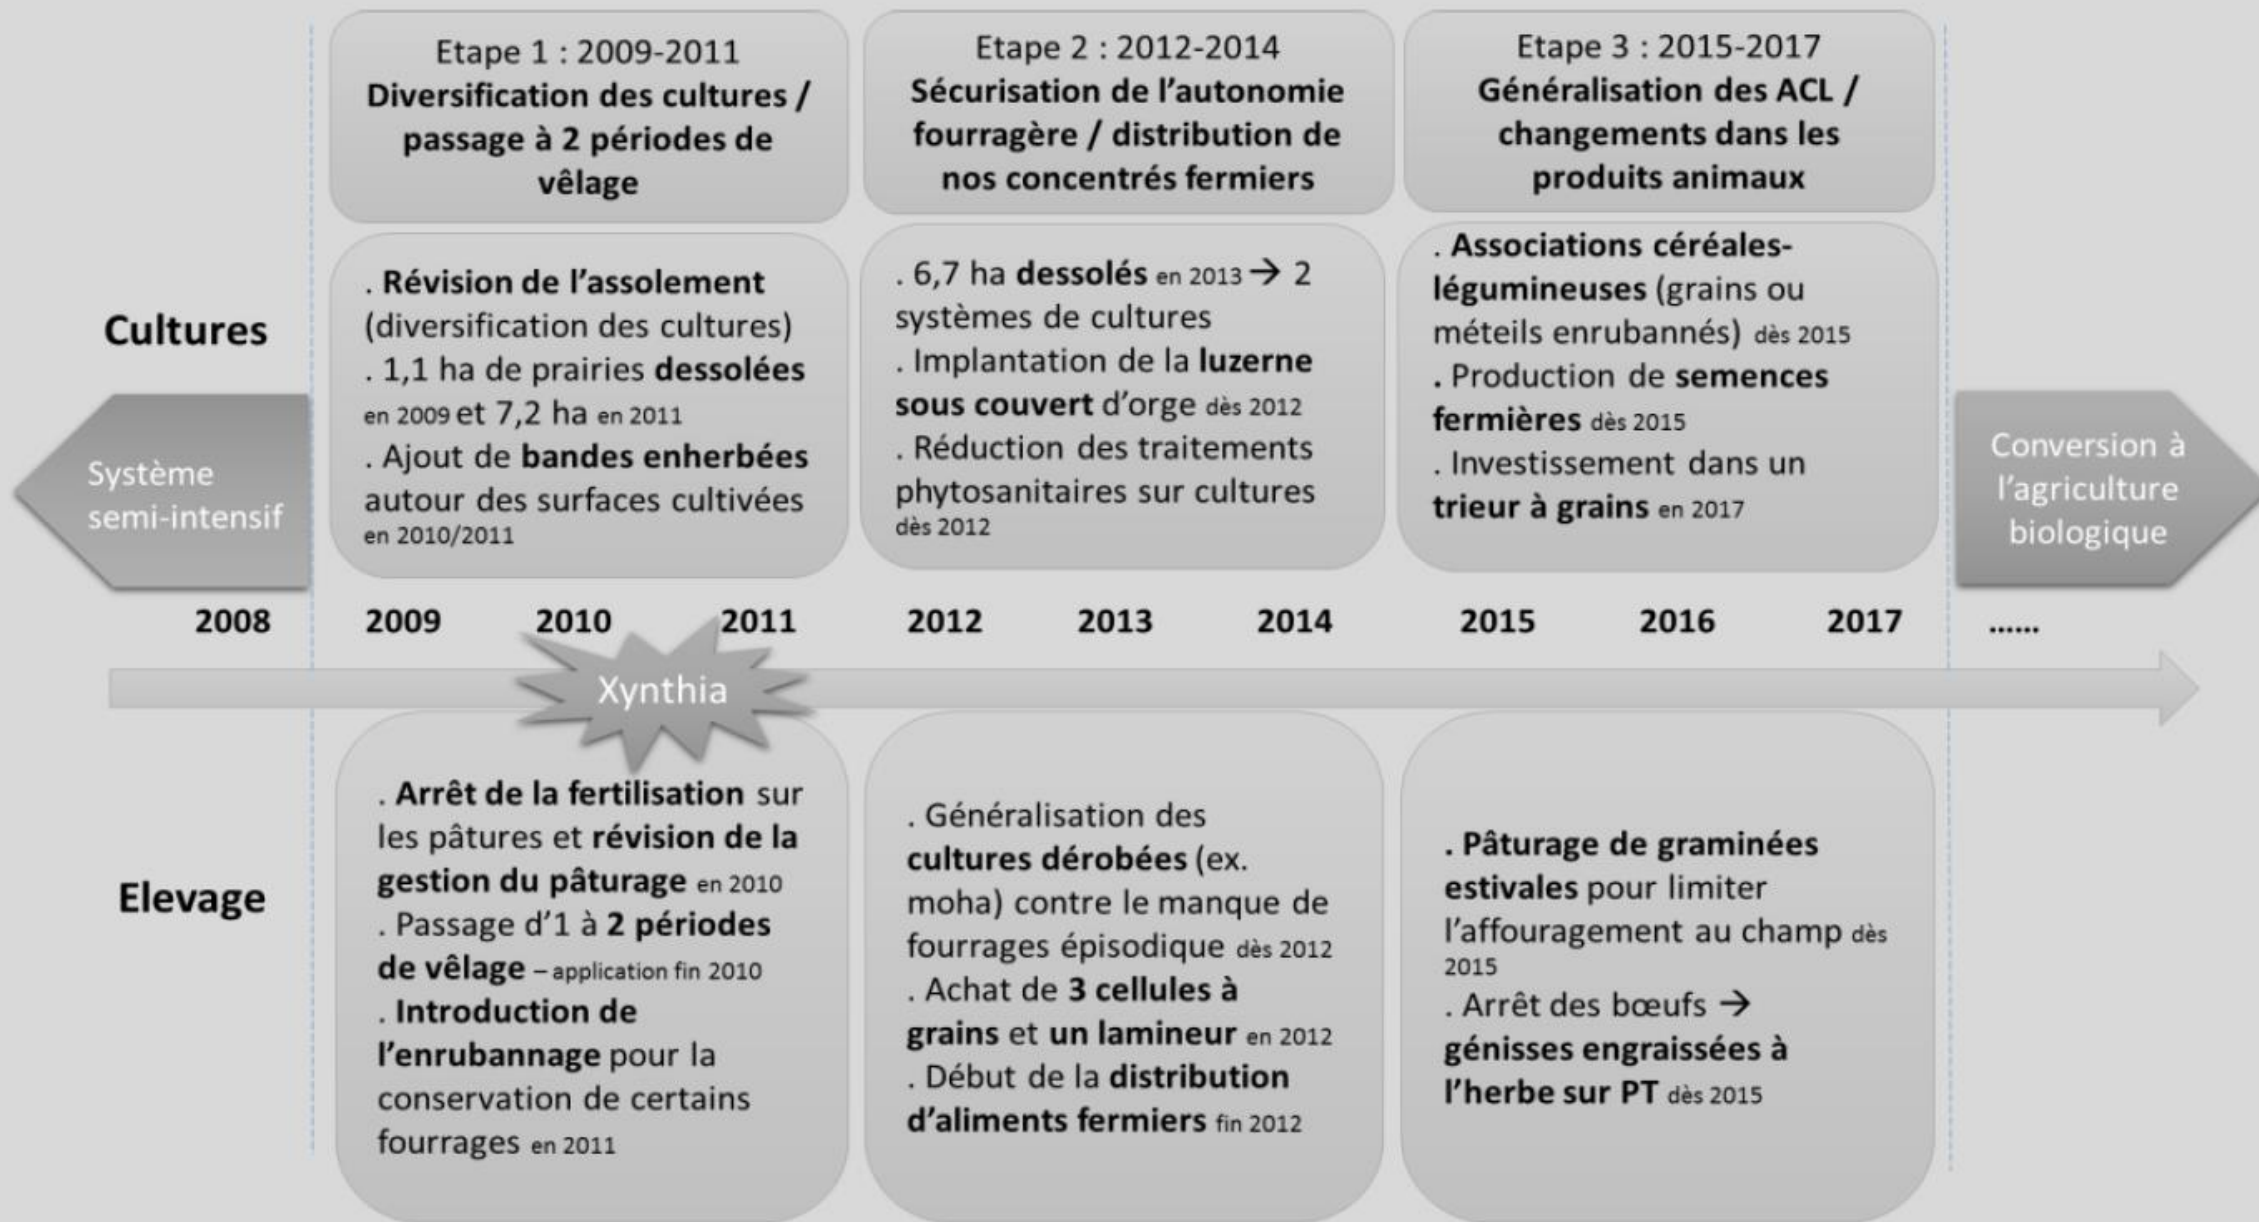 Etape 1 : 2009-2011
Diversification des cultures /
passage à 2 périodes de
vêlage
Etape 2 : 2012-2014
Sécurisation de l'autonomie
fourragère / distribution de
nos concentrés fermiers
Etape 3 : 2015-2017
Généralisation des ACL /
changements dans les
produits animaux
Cultures
Système
semi-intensif
. Révision de l'assolement
(diversification des cultures)
. 1,1 ha de prairies dessolées
en 2009 et 7,2 ha en 2011
. Ajout de bandes enherbées
autour des surfaces cultivées
en 2010/2011
. 6,7 ha dessolés en 2013 → 2
systèmes de cultures
. Implantation de la luzerne
sous couvert d'orge dès 2012
. Réduction des traitements
phytosanitaires sur cultures
dès 2012
. Associations céréales-
légumineuses (grains ou
méteils enrubannés) dès 2015
. Production de semences
fermières dès 2015
. Investissement dans un
trieur à grains en 2017
Conversion à
l'agriculture
biologique
2008 2009 2010 2011 2012 2013 2014 2015 2016 2017 ......
Xynthia
Elevage
. Arrêt de la fertilisation sur
les pâtures et révision de la
gestion du pâturage en 2010
. Passage d'1 à 2 périodes
de vêlage – application fin 2010
. Introduction de
l'enrubannage pour la
conservation de certains
fourrages en 2011
. Généralisation des
cultures dérobées (ex.
moha) contre le manque de
fourrages épisodique dès 2012
. Achat de 3 cellules à
grains et un lamineur en 2012
. Début de la distribution
d'aliments fermiers fin 2012
. Pâturage de graminées
estivales pour limiter
l'affouragement au champ dès
2015
. Arrêt des bœufs →
génisses engraissées à
l'herbe sur PT dès 2015